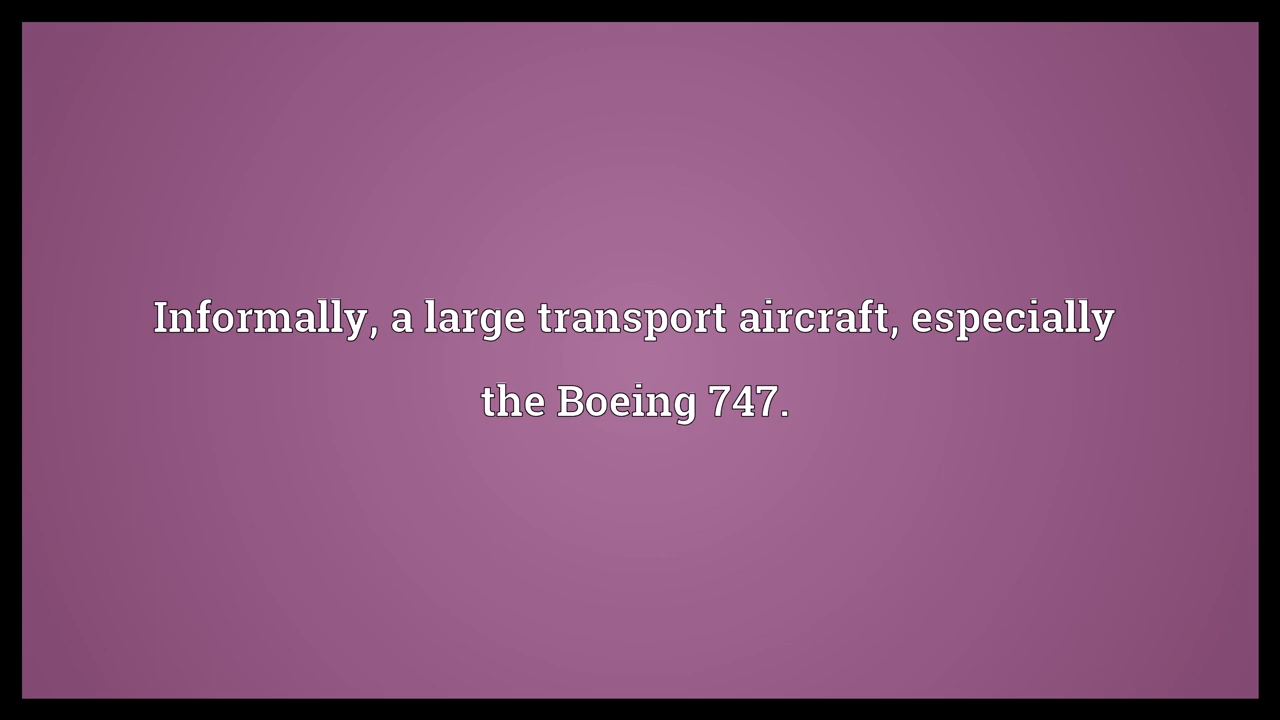 Informally, a large transport aircraft, especially
the Boeing 747.